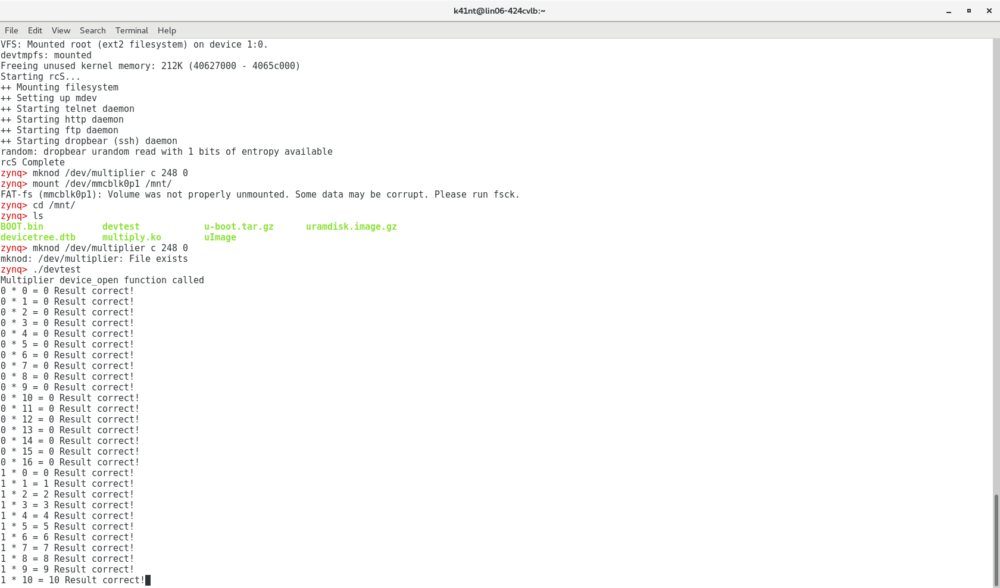 k41nt@lin06-424cvlb:~
File Edit View Search Terminal Help
VFS: Mounted root (ext2 filesystem) on device 1:0.
devtmpfs: mounted
Freeing unused kernel memory: 212K (40627000 - 4065c000)
Starting rcS...
++ Mounting filesystem
++ Setting up mdev
++ Starting telnet daemon
++ Starting http daemon
++ Starting ftp daemon
++ Starting dropbear (ssh) daemon
random: dropbear urandom read with 1 bits of entropy available
rcS Complete
zynq> mknod /dev/multiplier c 248 0
zynq> mount /dev/mmcblk0p1 /mnt/
FAT-fs (mmcblk0p1): Volume was not properly unmounted. Some data may be corrupt. Please run fsck.
zynq> cd /mnt/
zynq> ls
BOOT.bin devtest u-boot.tar.gz uramdisk.image.gz
devicetree.dtb multiply.ko uImage
zynq> mknod /dev/multiplier c 248 0
mknod: /dev/multiplier: File exists
zynq> ./devtest
Multiplier device_open function called
0 * 0 = 0 Result correct!
0 * 1 = 0 Result correct!
0 * 2 = 0 Result correct!
0 * 3 = 0 Result correct!
0 * 4 = 0 Result correct!
0 * 5 = 0 Result correct!
0 * 6 = 0 Result correct!
0 * 7 = 0 Result correct!
0 * 8 = 0 Result correct!
0 * 9 = 0 Result correct!
0 * 10 = 0 Result correct!
0 * 11 = 0 Result correct!
0 * 12 = 0 Result correct!
0 * 13 = 0 Result correct!
0 * 14 = 0 Result correct!
0 * 15 = 0 Result correct!
0 * 16 = 0 Result correct!
1 * 0 = 0 Result correct!
1 * 1 = 1 Result correct!
1 * 2 = 2 Result correct!
1 * 3 = 3 Result correct!
1 * 4 = 4 Result correct!
1 * 5 = 5 Result correct!
1 * 6 = 6 Result correct!
1 * 7 = 7 Result correct!
1 * 8 = 8 Result correct!
1 * 9 = 9 Result correct!
1 * 10 = 10 Result correct!